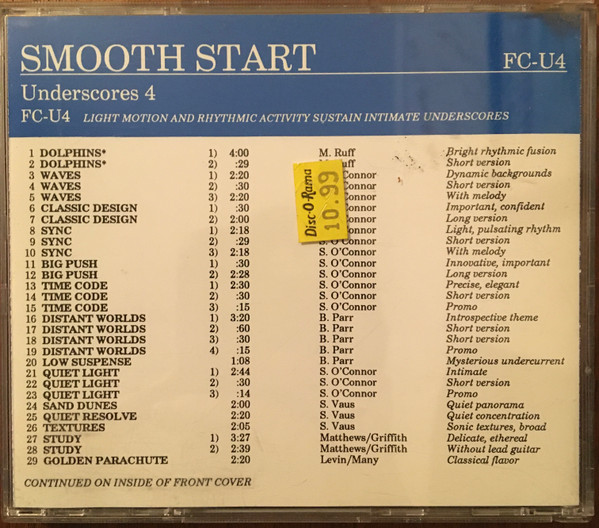 SMOOTH START FC-U4
Underscores 4
FC-U4 LIGHT MOTION AND RHYTHMIC ACTIVITY SUSTAIN INTIMATE UNDERSCORES
1 DOLPHINS* 1) 4:00 M. Ruff Bright rhythmic fusion
2 DOLPHINS* 2) :29 Ruff Short version
3 WAVES 1) 2:20 O'Connor Dynamic backgrounds
4 WAVES 2) :30 O'Connor Short version
5 WAVES 3) 2:20 O'Connor With melody
6 CLASSIC DESIGN 1) :30 O'Connor Important, confident
7 CLASSIC DESIGN 2) 2:00 O'Connor Long version
8 SYNC 1) 2:18 O'Connor Light, pulsating rhythm
9 SYNC 2) :29 S. O'Connor Short version
10 SYNC 3) 2:18 S. O'Connor With melody
11 BIG PUSH 1) :30 S. O'Connor Innovative, important
12 BIG PUSH 2) 2:28 S. O'Connor Long version
13 TIME CODE 1) 2:30 S. O'Connor Precise, elegant
14 TIME CODE 2) :30 S. O'Connor Short version
15 TIME CODE 3) :15 S. O'Connor Promo
16 DISTANT WORLDS 1) 3:20 B. Parr Introspective theme
17 DISTANT WORLDS 2) :60 B. Parr Short version
18 DISTANT WORLDS 3) :30 B. Parr Short version
19 DISTANT WORLDS 4) :15 B. Parr Promo
20 LOW SUSPENSE 1:08 B. Parr Mysterious undercurrent
21 QUIET LIGHT 1) 2:44 S. O'Connor Intimate
22 QUIET LIGHT 2) :30 S. O'Connor Short version
23 QUIET LIGHT 3) :14 S. O'Connor Promo
24 SAND DUNES 2:00 S. Vaus Quiet panorama
25 QUIET RESOLVE 2:20 S. Vaus Quiet concentration
26 TEXTURES 2:05 S. Vaus Sonic textures, broad
27 STUDY 1) 3:27 Matthews/Griffith Delicate, ethereal
28 STUDY 2) 2:39 Matthews/Griffith Without lead guitar
29 GOLDEN PARACHUTE 2:20 Levin/Many Classical flavor
CONTINUED ON INSIDE OF FRONT COVER
Disc-O-Rama
10.99